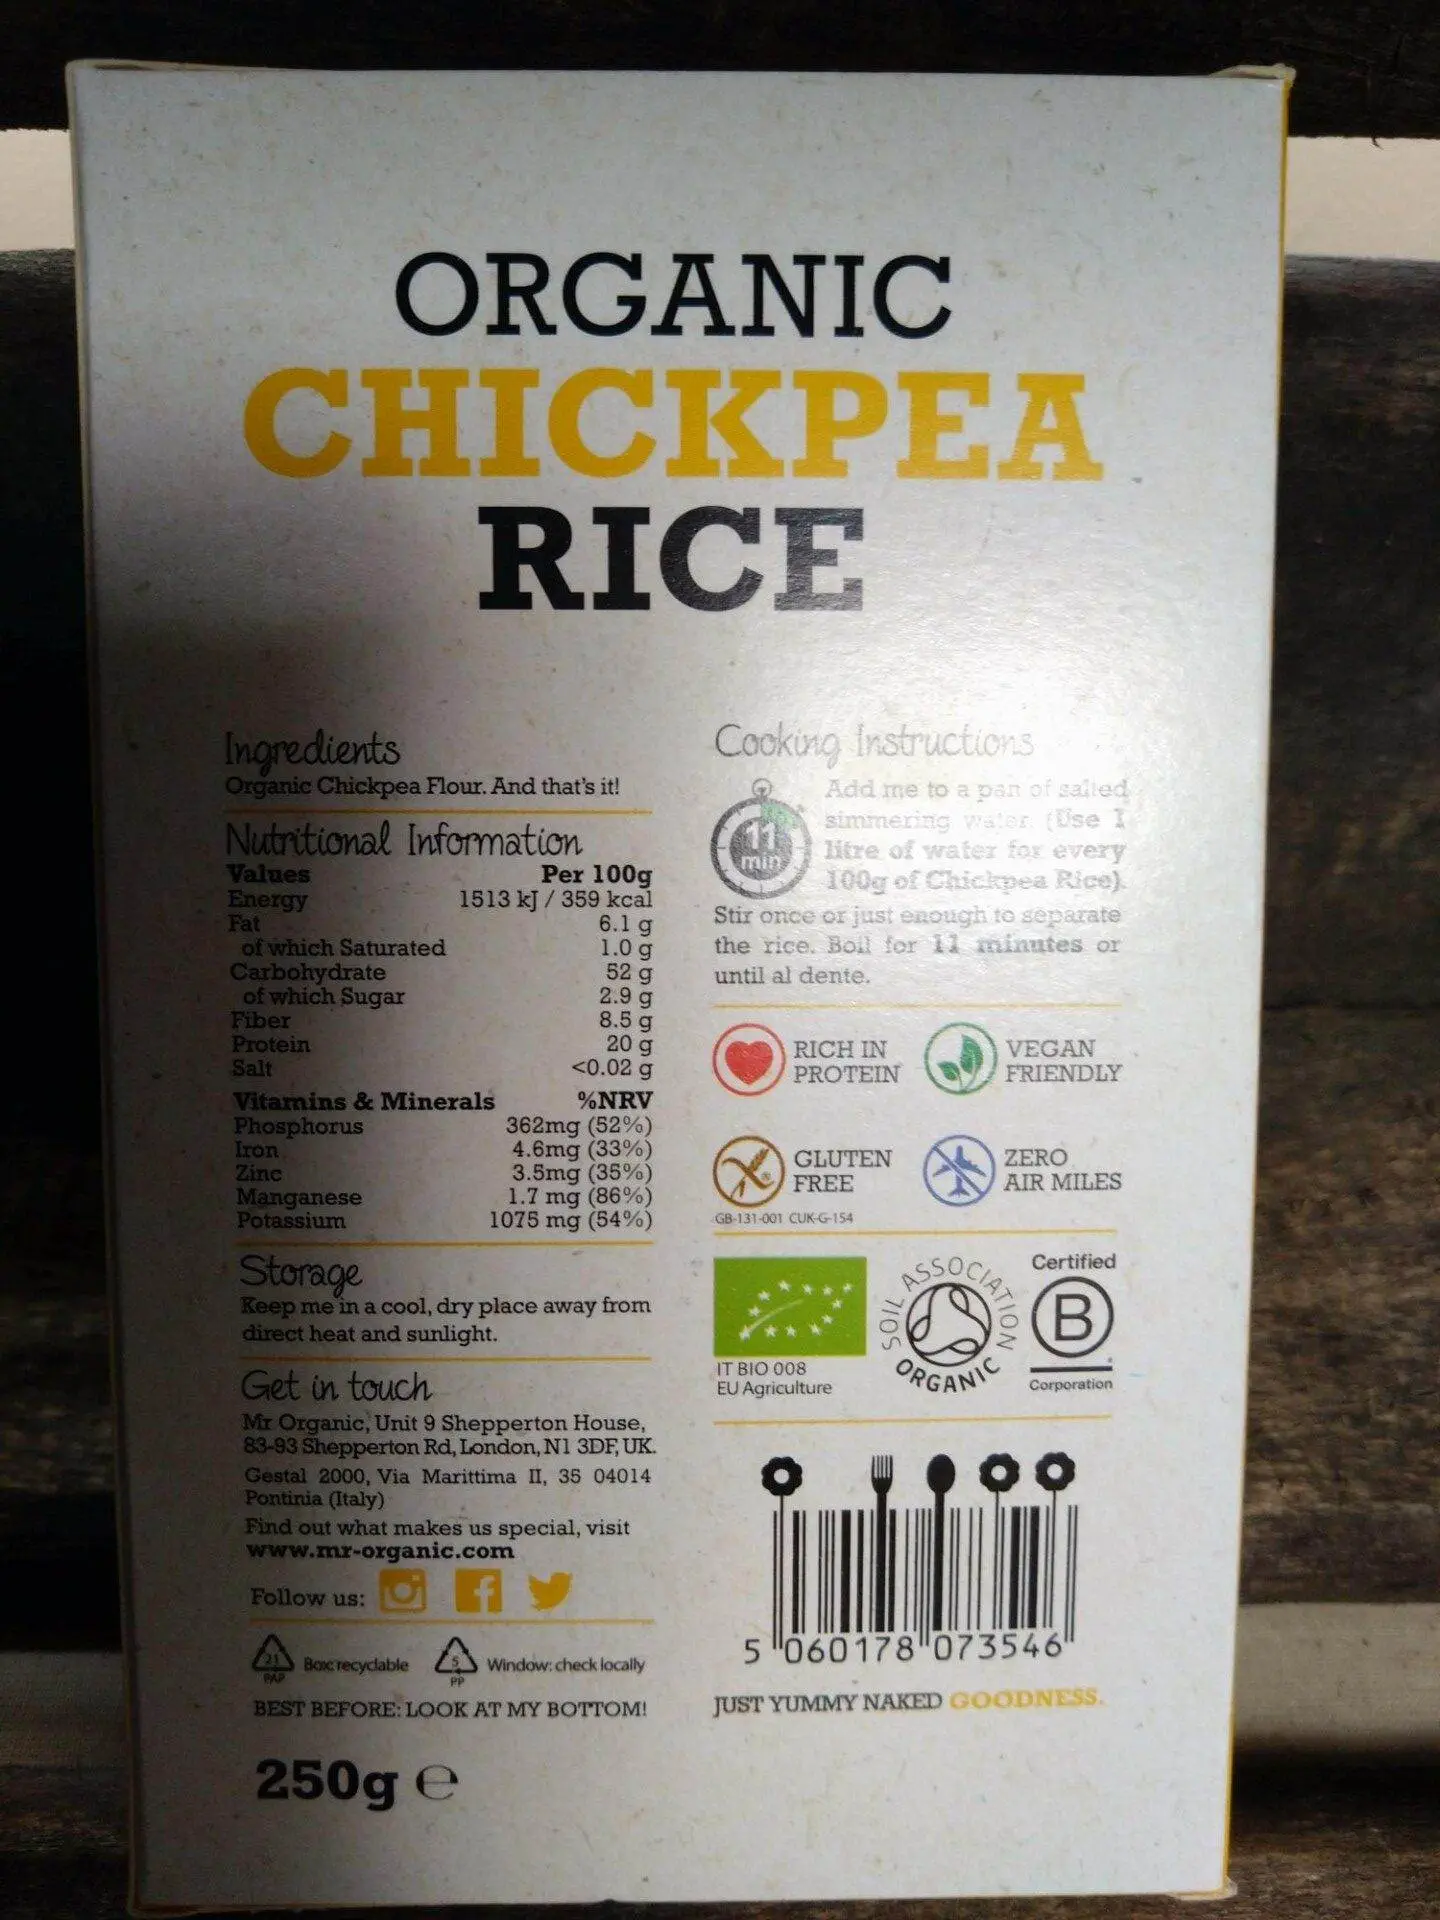 ORGANIC
CHICKPEA
RICE
Ingredients
Organic Chickpea Flour. And that's it!
Nutritional Information
Values Per 100g
Energy 1513 kJ / 359 kcal
Fat 6.1 g
of which Saturated 1.0 g
Carbohydrate 52 g
of which Sugar 2.9 g
Fiber 8.5 g
Protein 20 g
Salt <0.02 g
Vitamins & Minerals %NRV
Phosphorus 362mg (52%)
Iron 4.6mg (33%)
Zinc 3.5mg (35%)
Manganese 1.7 mg (86%)
Potassium 1075 mg (54%)
Storage
Keep me in a cool, dry place away from
direct heat and sunlight.
Get in touch
Mr Organic, Unit 9 Shepperton House,
83-93 Shepperton Rd, London, N1 3DF, UK.
Gestal 2000, Via Marittima II, 35 04014
Pontinia (Italy)
Find out what makes us special, visit
www.mr-organic.com
Follow us:
21
PAP
Box: recyclable
5
PP
Window: check locally
BEST BEFORE: LOOK AT MY BOTTOM!
250g e
Cooking Instructions
11
min
Add me to a pan of salted
simmering water. (Use 1
litre of water for every
100g of Chickpea Rice).
Stir once or just enough to separate
the rice. Boil for 11 minutes or
until al dente.
RICH IN
PROTEIN
VEGAN
FRIENDLY
GLUTEN
FREE
GB-131-001 CUK-G-154
ZERO
AIR MILES
IT BIO 008
EU Agriculture
SOIL ASSOCIATION
ORGANIC
Certified
B
Corporation
5 060178 073546
JUST YUMMY NAKED GOODNESS.